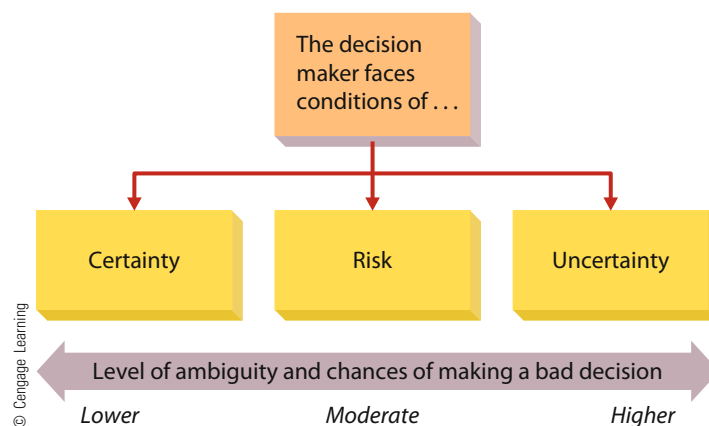 The decision
maker faces
conditions of . . .
Certainty
Risk
Uncertainty
© Cengage Learning
Level of ambiguity and chances of making a bad decision
Lower
Moderate
Higher